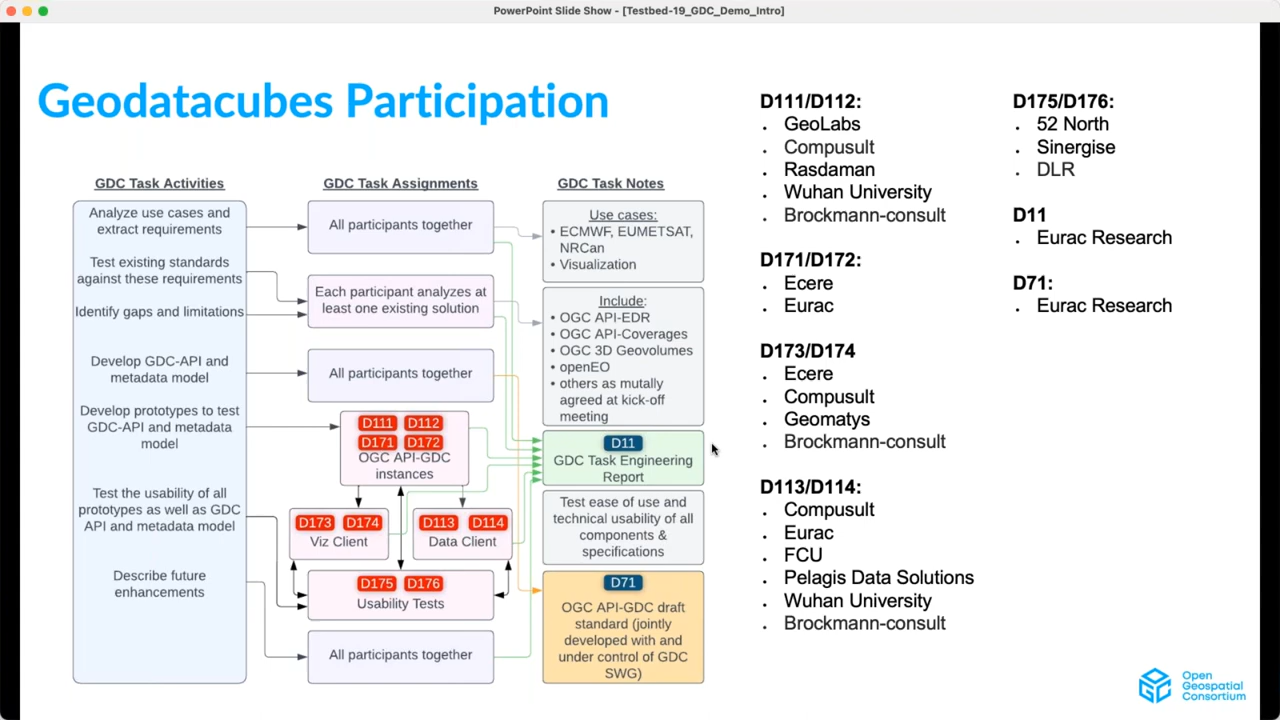 PowerPoint Slide Show - [Testbed-19_GDC_Demo_Intro]
Geodatacubes Participation
GDC Task Activities
Analyze use cases and
extract requirements
Test existing standards
against these requirements
Identify gaps and limitations
Develop GDC-API and
metadata model
Develop prototypes to test
GDC-API and metadata
model
Test the usability of all
prototypes as well as GDC
API and metadata model
Describe future
enhancements
GDC Task Assignments
All participants together
Each participant analyzes at
least one existing solution
All participants together
D111 D112
D171 D172
OGC API-GDC
instances
D173 D174
Viz Client
D113 D114
Data Client
D175 D176
Usability Tests
All participants together
GDC Task Notes
Use cases:
• ECMWF, EUMETSAT,
NRCan
• Visualization
Include:
• OGC API-EDR
• OGC API-Coverages
• OGC 3D Geovolumes
• openEO
• others as mutally
agreed at kick-off
meeting
D11
GDC Task Engineering
Report
Test ease of use and
technical usability of all
components &
specifications
D71
OGC API-GDC draft
standard (jointly
developed with and
under control of GDC
SWG)
D111/D112:
• GeoLabs
• Compusult
• Rasdaman
• Wuhan University
• Brockmann-consult
D171/D172:
• Ecere
• Eurac
D173/D174
• Ecere
• Compusult
• Geomatys
• Brockmann-consult
D113/D114:
• Compusult
• Eurac
• FCU
• Pelagis Data Solutions
• Wuhan University
• Brockmann-consult
D175/D176:
• 52 North
• Sinergise
• DLR
D11
• Eurac Research
D71:
• Eurac Research
Open
Geospatial
Consortium